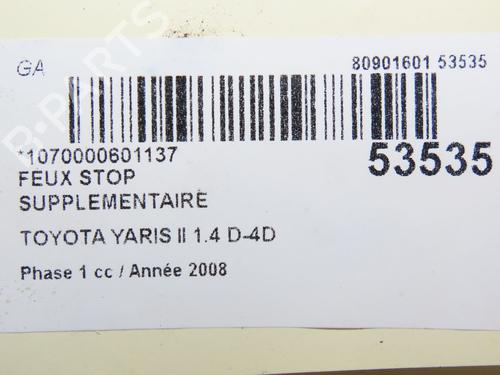 B-PARTS
GA
80901601 53535
*1070000601137
53535
FEUX STOP
SUPPLEMENTAIRE
TOYOTA YARIS II 1.4 D-4D
Phase 1 cc / Année 2008